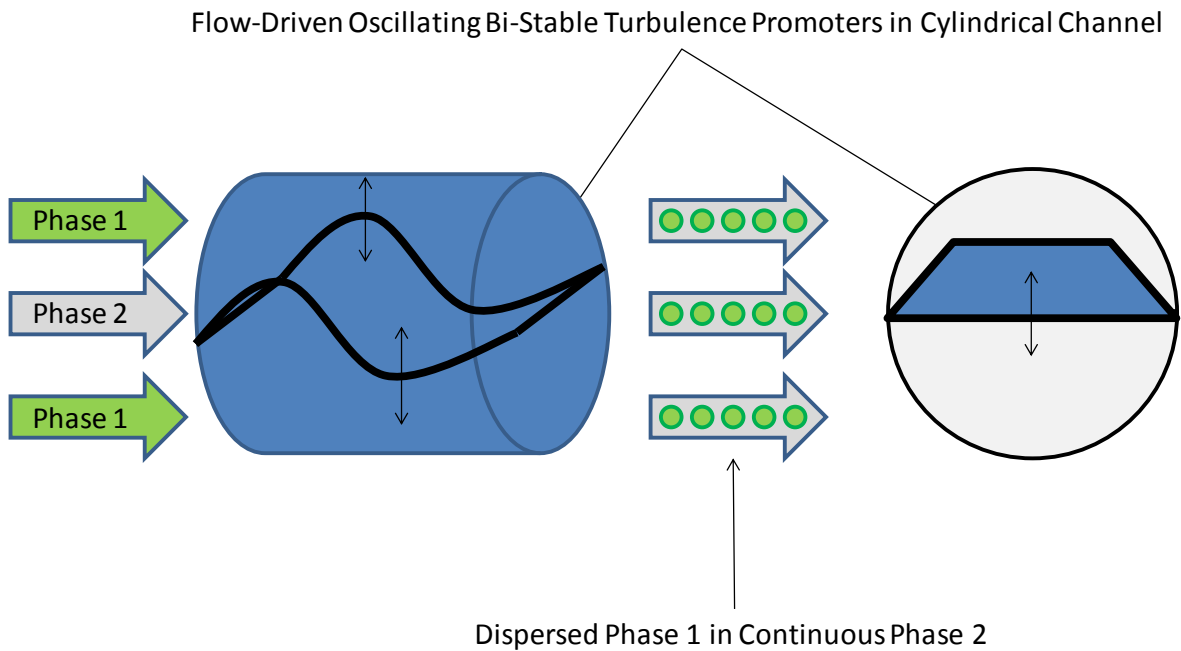 Flow-Driven Oscillating Bi-Stable Turbulence Promoters in Cylindrical Channel
Phase 1
Phase 2
Phase 1
Dispersed Phase 1 in Continuous Phase 2